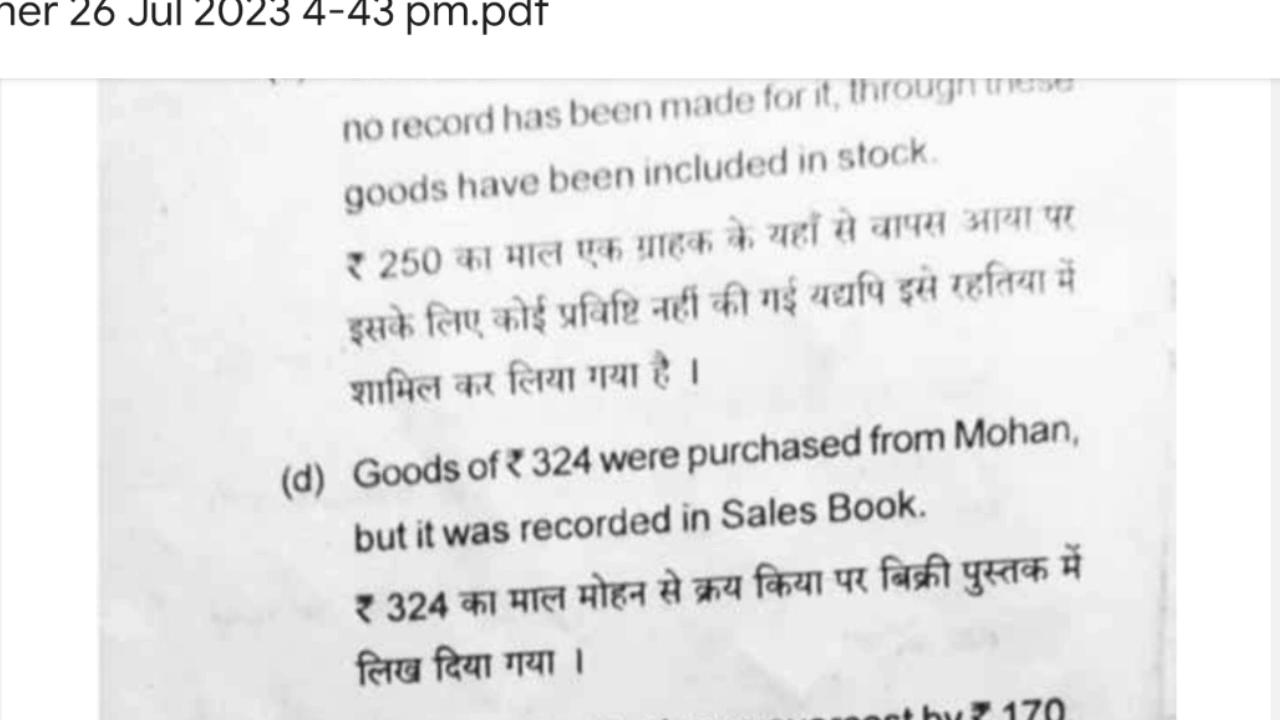 ner 26 Jul 2023 4-43 pm.pdf
no record has been made for it, through these
goods have been included in stock.
₹ 250 का माल एक ग्राहक के यहाँ से वापस आया पर
इसके लिए कोई प्रविष्टि नहीं की गई यद्यपि इसे रहतिया में
शामिल कर लिया गया है ।
(d) Goods of ₹ 324 were purchased from Mohan,
but it was recorded in Sales Book.
₹ 324 का माल मोहन से क्रय किया पर बिक्री पुस्तक में
लिख दिया गया ।
by ₹ 170